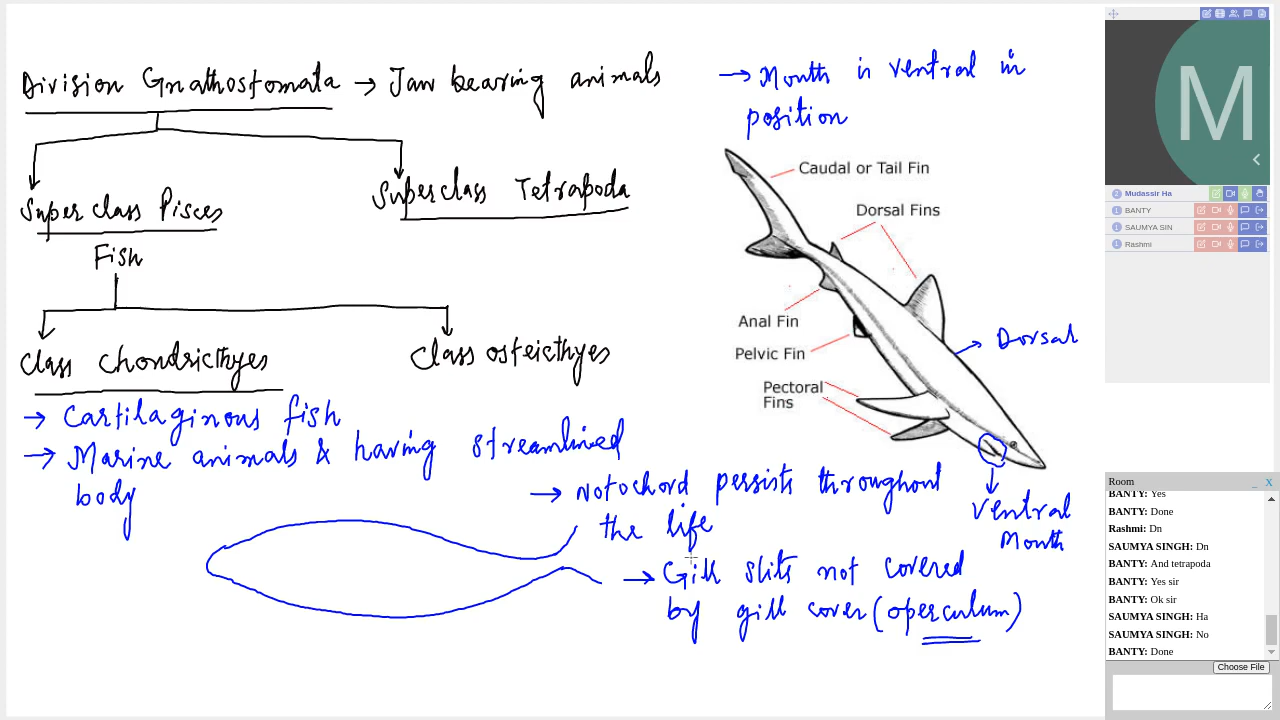 Division Gnathostomata → Jaw bearing animals
Superclass Pisces
Superclass Tetrapoda
Fish
Class Chondricthyes
Class osteicthyes
→ Cartilaginous fish
→ Marine animals & having streamlined
body
→ Notochord persists throughout
the life
→ Gill slits not covered
by gill cover (operculum)
→ Mouth is ventral in
position
Caudal or Tail Fin
Dorsal Fins
Anal Fin
Pelvic Fin
Pectoral
Fins
Dorsal
Ventral
Mouth
M
Mudassir Ha
BANTY
SAUMYA SIN
Rashmi
Room
_ X
BANTY: Yes
BANTY: Done
Rashmi: Dn
SAUMYA SINGH: Dn
BANTY: And tetrapoda
BANTY: Yes sir
BANTY: Ok sir
SAUMYA SINGH: Ha
SAUMYA SINGH: No
BANTY: Done
Choose File